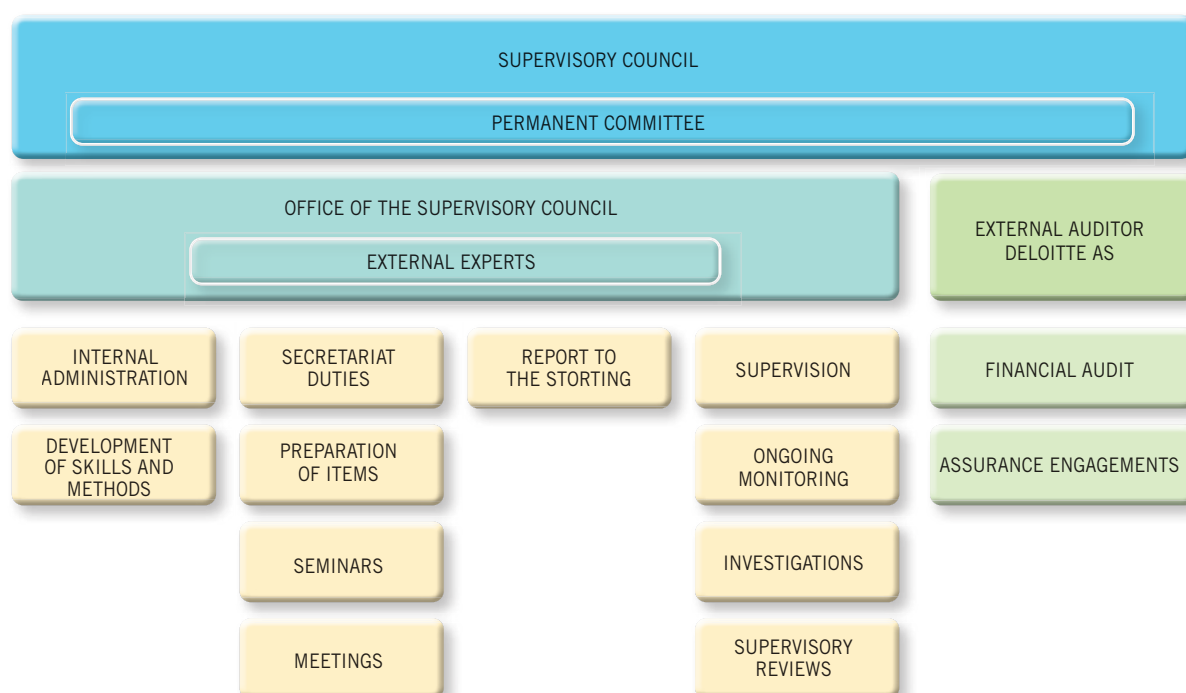 SUPERVISORY COUNCIL
PERMANENT COMMITTEE
OFFICE OF THE SUPERVISORY COUNCIL
EXTERNAL EXPERTS
EXTERNAL AUDITOR
DELOITTE AS
INTERNAL
ADMINISTRATION
SECRETARIAT
DUTIES
REPORT TO
THE STORTING
SUPERVISION
FINANCIAL AUDIT
DEVELOPMENT
OF SKILLS AND
METHODS
PREPARATION
OF ITEMS
ONGOING
MONITORING
ASSURANCE ENGAGEMENTS
SEMINARS
INVESTIGATIONS
MEETINGS
SUPERVISORY
REVIEWS